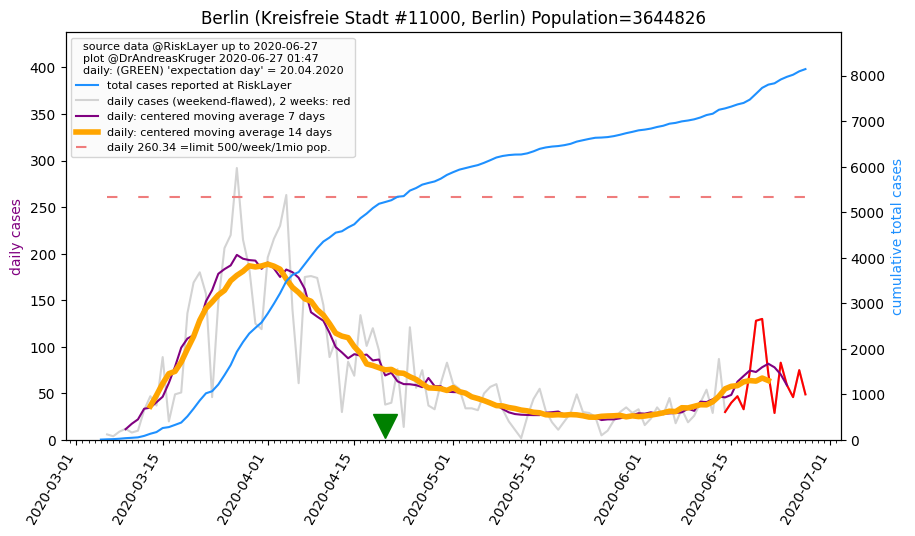 Berlin (Kreisfreie Stadt #11000, Berlin) Population=3644826
source data @RiskLayer up to 2020-06-27
plot @DrAndreasKruger 2020-06-27 01:47
daily: (GREEN) 'expectation day' = 20.04.2020
total cases reported at RiskLayer
daily cases (weekend-flawed), 2 weeks: red
daily: centered moving average 7 days
daily: centered moving average 14 days
daily 260.34 =limit 500/week/1mio pop.
daily cases
400
350
300
250
200
150
100
50
0
cumulative total cases
8000
7000
6000
5000
4000
3000
2000
1000
0
2020-03-01
2020-03-15
2020-04-01
2020-04-15
2020-05-01
2020-05-15
2020-06-01
2020-06-15
2020-07-01